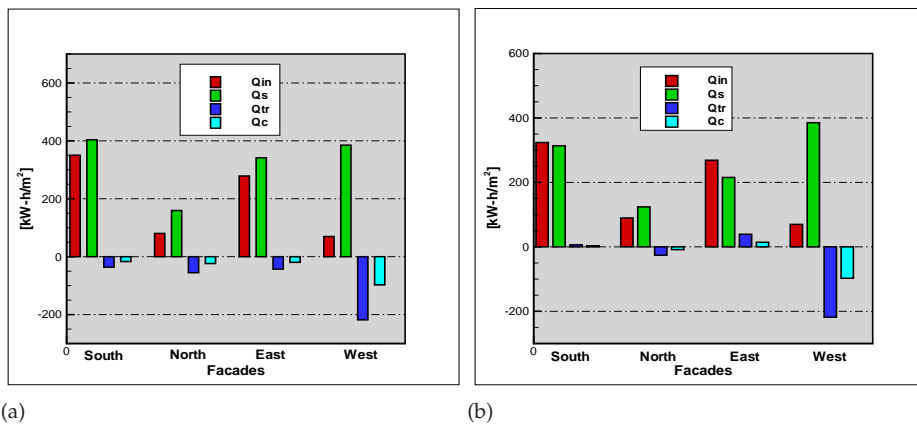 600
400
200
0
-200
[kW-h/m²]
Qin
Qs
Qtr
Qc
0
South North East West
Facades
(a)
600
400
200
0
-200
[kW-h/m²]
Qin
Qs
Qtr
Qc
0
South North East West
Facades
(b)